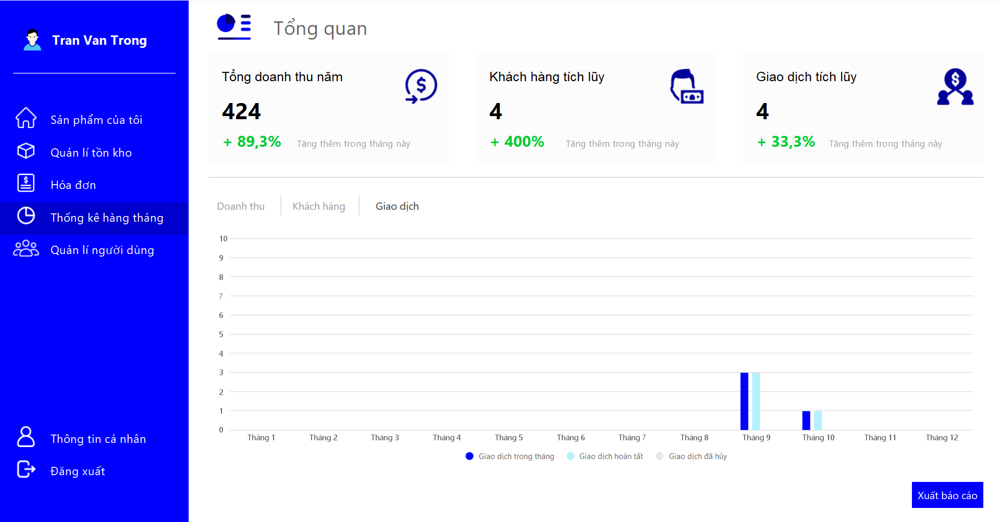 Tran Van Trong
Sản phẩm của tôi
Quản lí tồn kho
Hóa đơn
Thống kê hàng tháng
Quản lí người dùng
Thông tin cá nhân
Đăng xuất
Tổng quan
Tổng doanh thu năm
424
+ 89,3% Tăng thêm trong tháng này
Khách hàng tích lũy
4
+ 400% Tăng thêm trong tháng này
Giao dịch tích lũy
4
+ 33,3% Tăng thêm trong tháng này
Doanh thu Khách hàng Giao dịch
10
9
8
7
6
5
4
3
2
1
0
Tháng 1 Tháng 2 Tháng 3 Tháng 4 Tháng 5 Tháng 6 Tháng 7 Tháng 8 Tháng 9 Tháng 10 Tháng 11 Tháng 12
Giao dịch trong tháng Giao dịch hoàn tất Giao dịch đã hủy
Xuất báo cáo